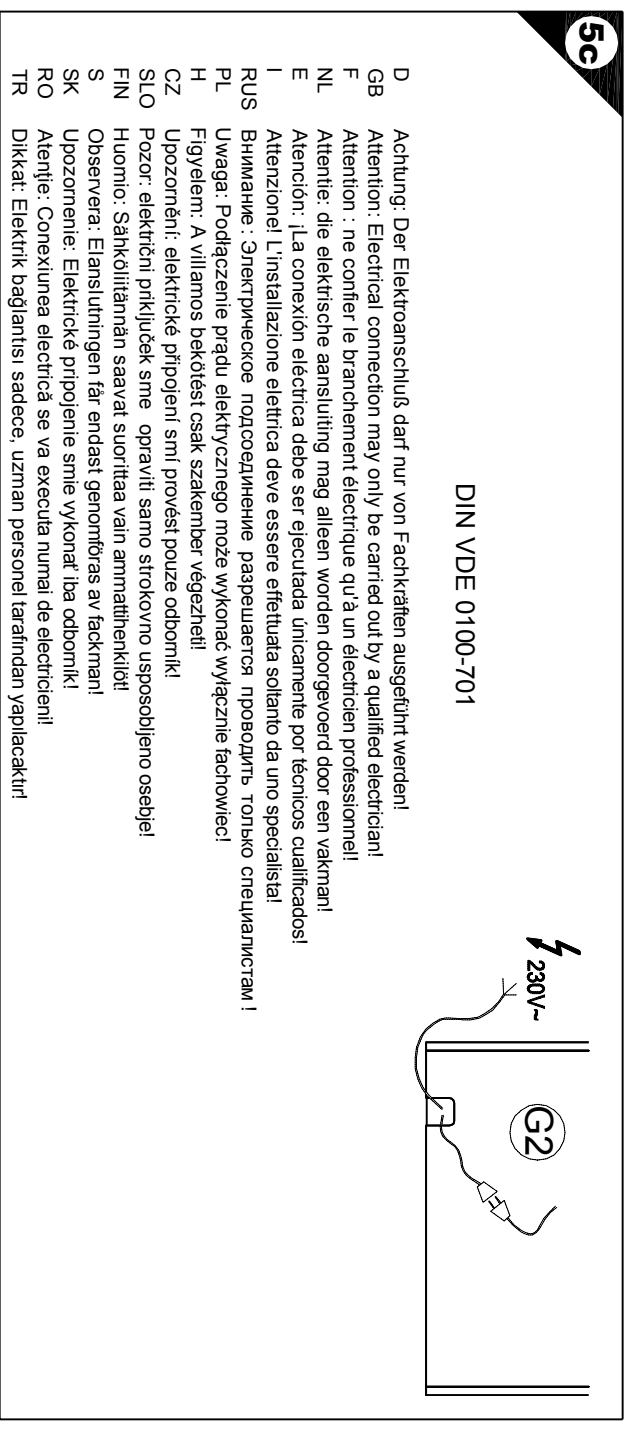 5c
DIN VDE 0100-701
230V~
G2
D Achtung: Der Elektroanschluß darf nur von Fachkräften ausgeführt werden!
GB Attention: Electrical connection may only be carried out by a qualified electrician!
F Attention : ne confier le branchement électrique qu'à un électricien professionnel!
NL Attentie: die elektrische aansluiting mag alleen worden doorgevoerd door een vakman!
E Atención: ¡La conexión eléctrica debe ser ejecutada únicamente por técnicos cualificados!
I Attenzione! L'installazione elettrica deve essere effettuata soltanto da uno specialista!
RUS Внимание : Электрическое подсоединение разрешается проводить только специалистам !
PL Uwaga: Podłączenie prądu elektrycznego może wykonać wyłącznie fachowiec!
H Figyelem: A villamos bekötést csak szakember végezheti!
CZ Upozornění: elektrické připojení smí provést pouze odborník!
SLO Pozor: električni priključek sme opraviti samo strokovno usposobljeno osebje!
FIN Huomio: Sähköliitännän saavat suorittaa vain ammattihenkilöt!
S Observera: Elanslutningen får endast genomföras av fackman!
SK Upozornenie: Elektrické pripojenie smie vykonať iba odborník!
RO Atenţie: Conexiunea electrică se va executa numai de electricieni!
TR Dikkat: Elektrik bağlantısı sadece, uzman personel tarafından yapılacaktır!